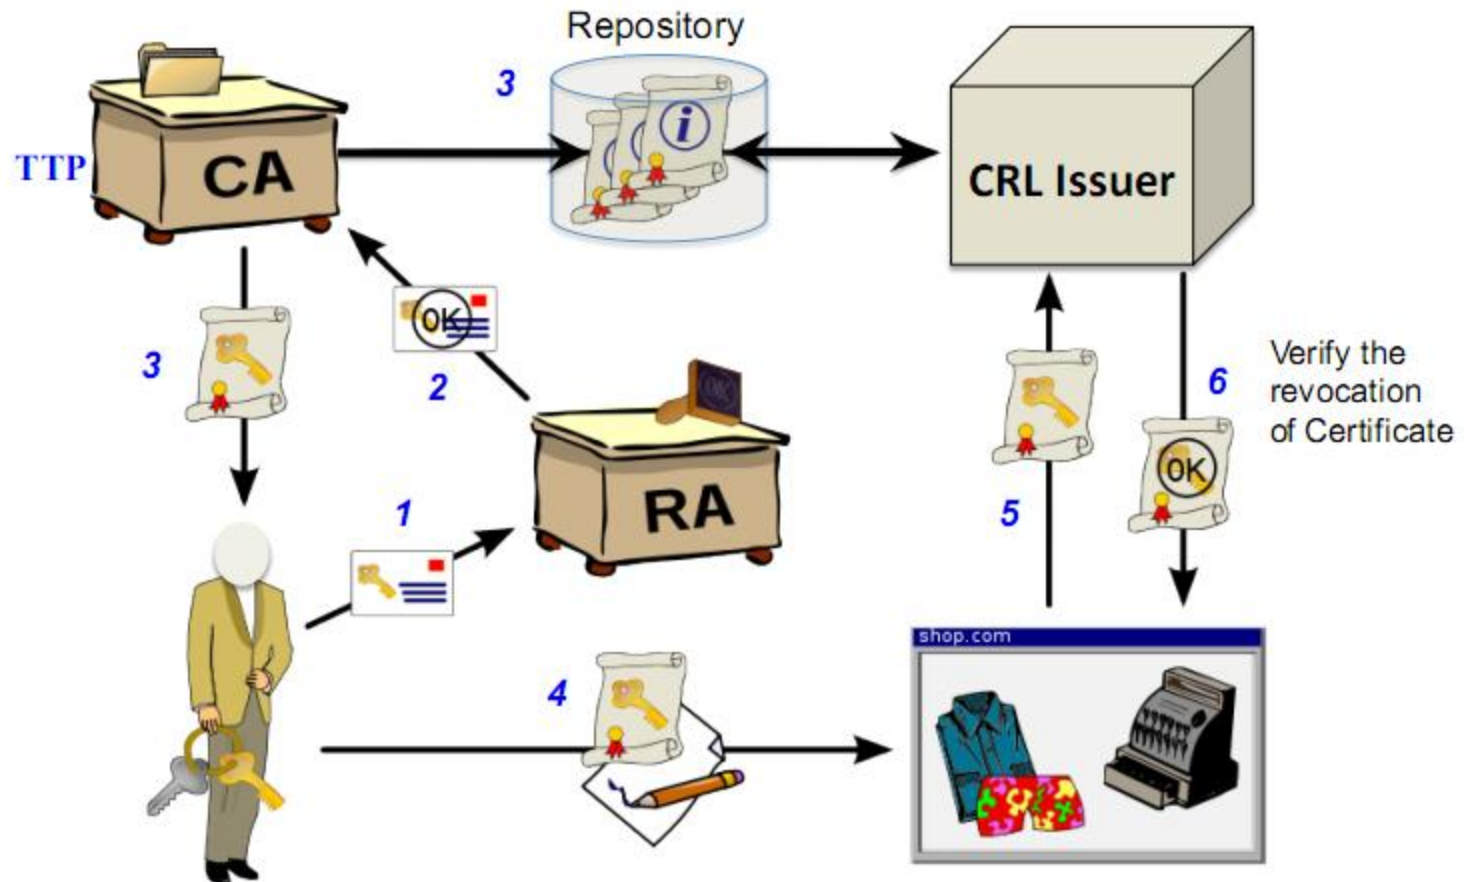 Repository
3
TTP
CA
CRL Issuer
i
OK
3
2
OK
Verify the
revocation
of Certificate
6
OK
1
RA
5
shop.com
4